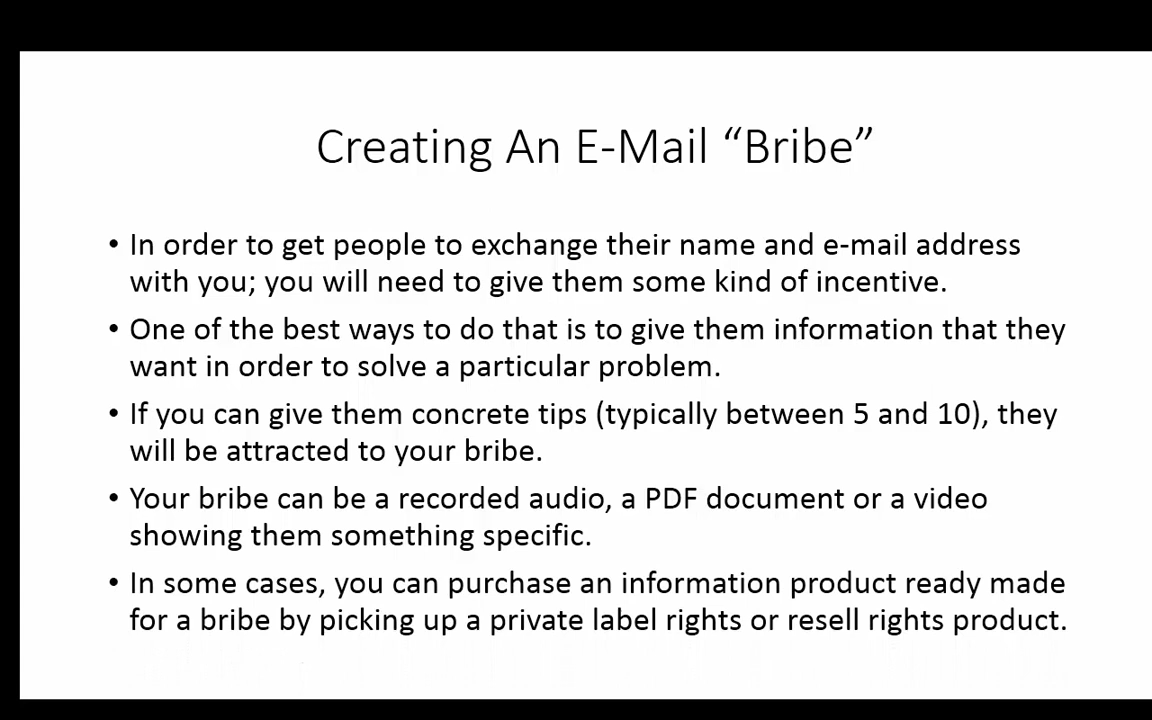 Creating An E-Mail “Bribe”
• In order to get people to exchange their name and e-mail address
with you; you will need to give them some kind of incentive.
• One of the best ways to do that is to give them information that they
want in order to solve a particular problem.
• If you can give them concrete tips (typically between 5 and 10), they
will be attracted to your bribe.
• Your bribe can be a recorded audio, a PDF document or a video
showing them something specific.
• In some cases, you can purchase an information product ready made
for a bribe by picking up a private label rights or resell rights product.